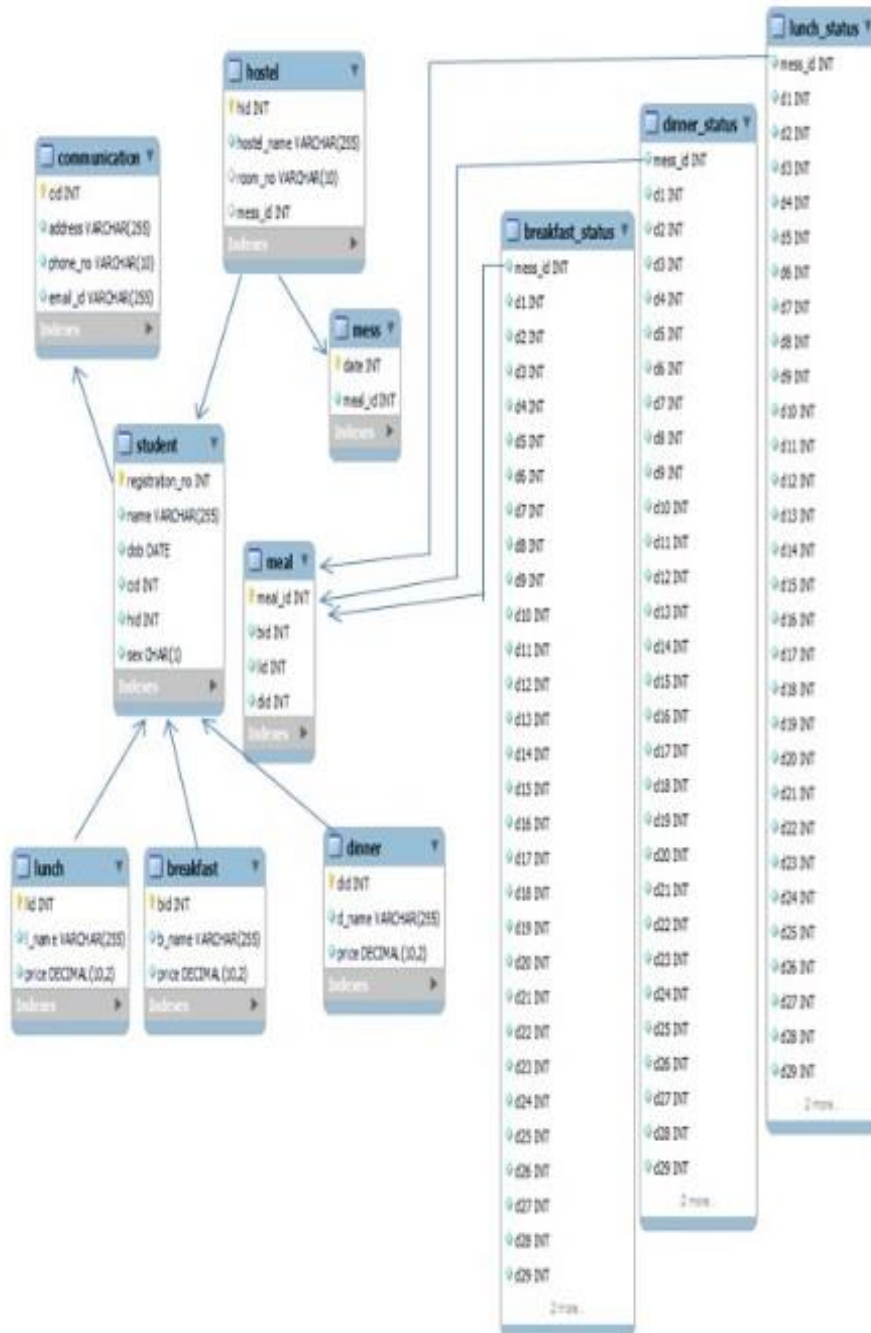 hostel
hid INT
hostel_name VARCHAR(255)
room_no VARCHAR(10)
mess_id INT
Indexes
communication
cid INT
address VARCHAR(255)
phone_no VARCHAR(10)
email_id VARCHAR(255)
Indexes
mess
date INT
meal_id INT
Indexes
student
registration_no INT
name VARCHAR(255)
dob DATE
cid INT
hid INT
sex CHAR(1)
Indexes
meal
meal_id INT
bid INT
lid INT
did INT
Indexes
lunch
lid INT
l_name VARCHAR(255)
price DECIMAL(10,2)
Indexes
breakfast
bid INT
b_name VARCHAR(255)
price DECIMAL(10,2)
Indexes
dinner
did INT
d_name VARCHAR(255)
price DECIMAL(10,2)
Indexes
breakfast_status
mess_id INT
d1 INT
d2 INT
d3 INT
d4 INT
d5 INT
d6 INT
d7 INT
d8 INT
d9 INT
d10 INT
d11 INT
d12 INT
d13 INT
d14 INT
d15 INT
d16 INT
d17 INT
d18 INT
d19 INT
d20 INT
d21 INT
d22 INT
d23 INT
d24 INT
d25 INT
d26 INT
d27 INT
d28 INT
d29 INT
2 more...
dinner_status
mess_id INT
d1 INT
d2 INT
d3 INT
d4 INT
d5 INT
d6 INT
d7 INT
d8 INT
d9 INT
d10 INT
d11 INT
d12 INT
d13 INT
d14 INT
d15 INT
d16 INT
d17 INT
d18 INT
d19 INT
d20 INT
d21 INT
d22 INT
d23 INT
d24 INT
d25 INT
d26 INT
d27 INT
d28 INT
d29 INT
2 more...
lunch_status
mess_id INT
d1 INT
d2 INT
d3 INT
d4 INT
d5 INT
d6 INT
d7 INT
d8 INT
d9 INT
d10 INT
d11 INT
d12 INT
d13 INT
d14 INT
d15 INT
d16 INT
d17 INT
d18 INT
d19 INT
d20 INT
d21 INT
d22 INT
d23 INT
d24 INT
d25 INT
d26 INT
d27 INT
d28 INT
d29 INT
2 more...